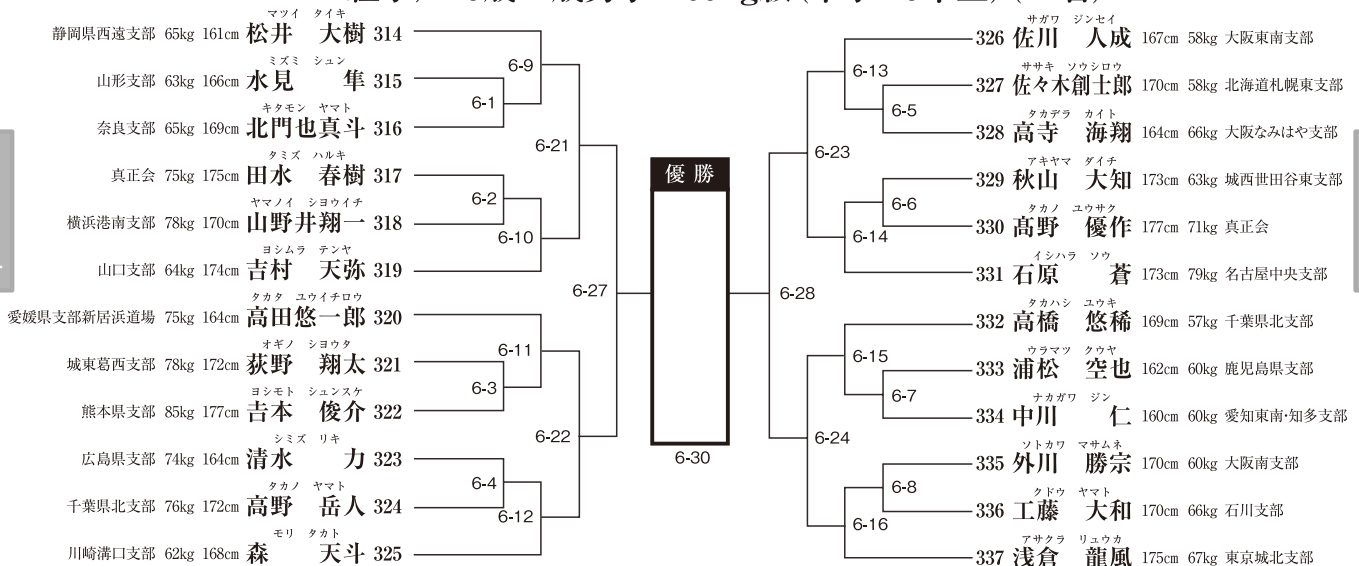 マツイ タイキ
静岡県西遠支部 65kg 161cm 松井 大樹 314
ミズミ シュン
山形支部 63kg 166cm 水見 隼 315
キタモン ヤマト
奈良支部 65kg 169cm 北門也真斗 316
タミズ ハルキ
真正会 75kg 175cm 田水 春樹 317
ヤマノイ シヨウイチ
横浜港南支部 78kg 170cm 山野井翔一 318
ヨシムラ テンヤ
山口支部 64kg 174cm 吉村 天弥 319
タカタ ユウイチロウ
愛媛県支部新居浜道場 75kg 164cm 高田悠一郎 320
オギノ シヨウタ
城東葛西支部 78kg 172cm 荻野 翔太 321
ヨシモト シュンスケ
熊本県支部 85kg 177cm 𠮷本 俊介 322
シミズ リキ
広島県支部 74kg 164cm 清水 力 323
タカノ ヤマト
千葉県北支部 76kg 172cm 高野 岳人 324
モリ タカト
川崎溝口支部 62kg 168cm 森 天斗 325
6-9
6-1
6-21
6-2
6-10
6-27
6-11
6-3
6-22
6-4
6-12
優勝
6-30
サガワ ジンセイ
326 佐川 人成 167cm 58kg 大阪東南支部
ササキ ソウシロウ
327 佐々木創士郎 170cm 58kg 北海道札幌東支部
タカデラ カイト
328 高寺 海翔 164cm 66kg 大阪なみはや支部
アキヤマ ダイチ
329 秋山 大知 173cm 63kg 城西世田谷東支部
タカノ ユウサク
330 髙野 優作 177cm 71kg 真正会
イシハラ ソウ
331 石原 蒼 173cm 79kg 名古屋中央支部
タカハシ ユウキ
332 高橋 悠稀 169cm 57kg 千葉県北支部
ウラマツ クウヤ
333 浦松 空也 162cm 60kg 鹿児島県支部
ナカガワ ジン
334 中川 仁 160cm 60kg 愛知東南・知多支部
ソトカワ マサムネ
335 外川 勝宗 170cm 60kg 大阪南支部
クドウ ヤマト
336 工藤 大和 170cm 66kg 石川支部
アサクラ リュウカ
337 浅倉 龍風 175cm 67kg 東京城北支部
6-13
6-5
6-23
6-6
6-14
6-28
6-15
6-7
6-24
6-8
6-16